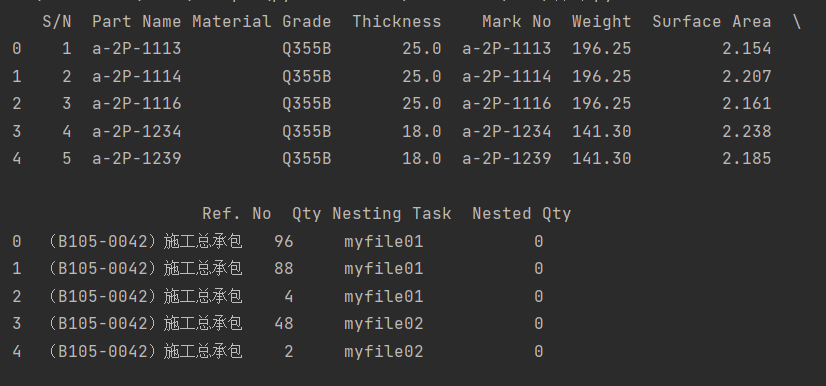 S/N Part Name Material Grade Thickness Mark No Weight Surface Area \
0 1 a-2P-1113 Q355B 25.0 a-2P-1113 196.25 2.154
1 2 a-2P-1114 Q355B 25.0 a-2P-1114 196.25 2.207
2 3 a-2P-1116 Q355B 25.0 a-2P-1116 196.25 2.161
3 4 a-2P-1234 Q355B 18.0 a-2P-1234 141.30 2.238
4 5 a-2P-1239 Q355B 18.0 a-2P-1239 141.30 2.185
Ref. No Qty Nesting Task Nested Qty
0 （B105-0042）施工总承包 96 myfile01 0
1 （B105-0042）施工总承包 88 myfile01 0
2 （B105-0042）施工总承包 4 myfile01 0
3 （B105-0042）施工总承包 48 myfile02 0
4 （B105-0042）施工总承包 2 myfile02 0